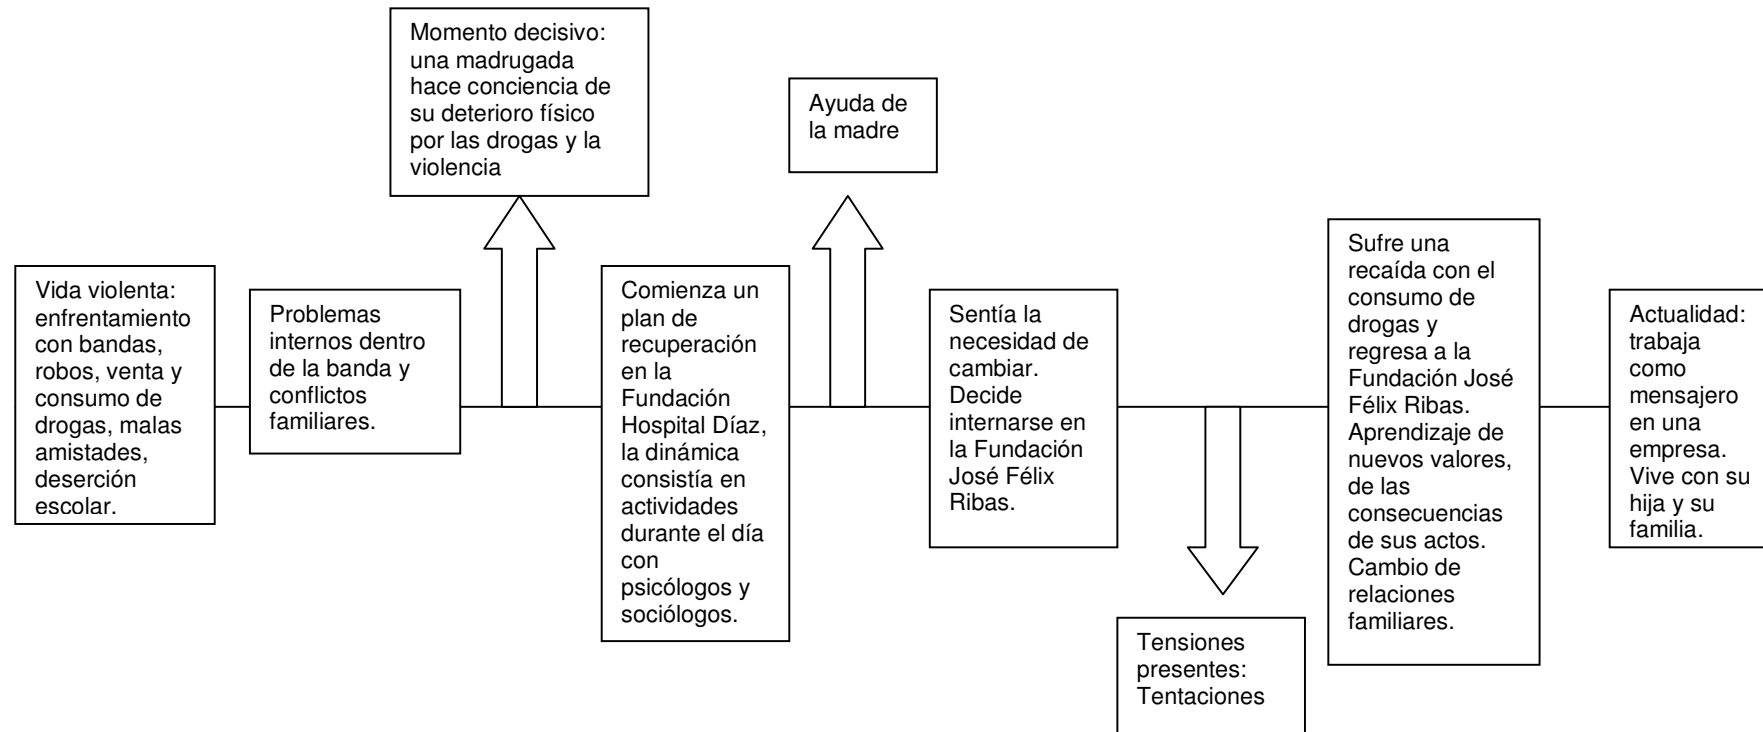 Momento decisivo:
una madrugada
hace conciencia de
su deterioro físico
por las drogas y la
violencia
Ayuda de
la madre
Vida violenta:
enfrentamiento
con bandas,
robos, venta y
consumo de
drogas, malas
amistades,
deserción
escolar.
Problemas
internos dentro
de la banda y
conflictos
familiares.
Comienza un
plan de
recuperación
en la
Fundación
Hospital Díaz,
la dinámica
consistía en
actividades
durante el día
con
psicólogos y
sociólogos.
Sentía la
necesidad de
cambiar.
Decide
internarse en
la Fundación
José Félix
Ribas.
Tensiones
presentes:
Tentaciones
Sufre una
recaída con el
consumo de
drogas y
regresa a la
Fundación José
Félix Ribas.
Aprendizaje de
nuevos valores,
de las
consecuencias
de sus actos.
Cambio de
relaciones
familiares.
Actualidad:
trabaja
como
mensajero
en una
empresa.
Vive con su
hija y su
familia.